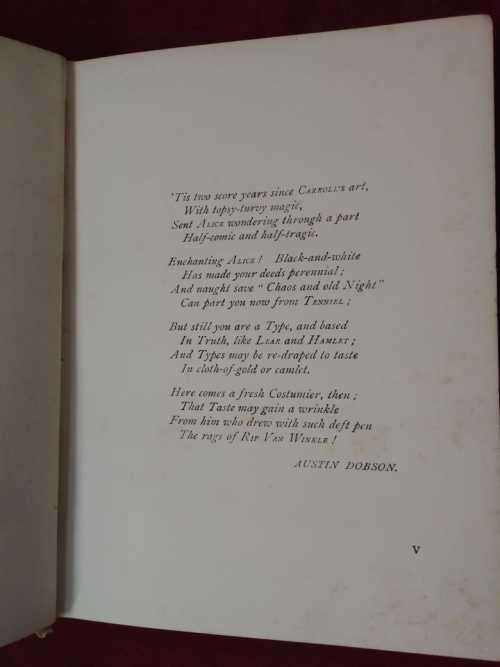 'Tis two score years since CARROLL'S art,
With topsy-turvy magic,
Sent ALICE wondering through a part
Half-comic and half-tragic.
Enchanting ALICE! Black-and-white
Has made your deeds perennial;
And naught save "Chaos and old Night"
Can part you now from TENNIEL;
But still you are a Type, and based
In Truth, like LEAR and HAMLET;
And Types may be re-draped to taste
In cloth-of-gold or camlet.
Here comes a fresh Costumier, then;
That Taste may gain a wrinkle
From him who drew with such deft pen
The rags of RIP VAN WINKLE!
AUSTIN DOBSON.
V